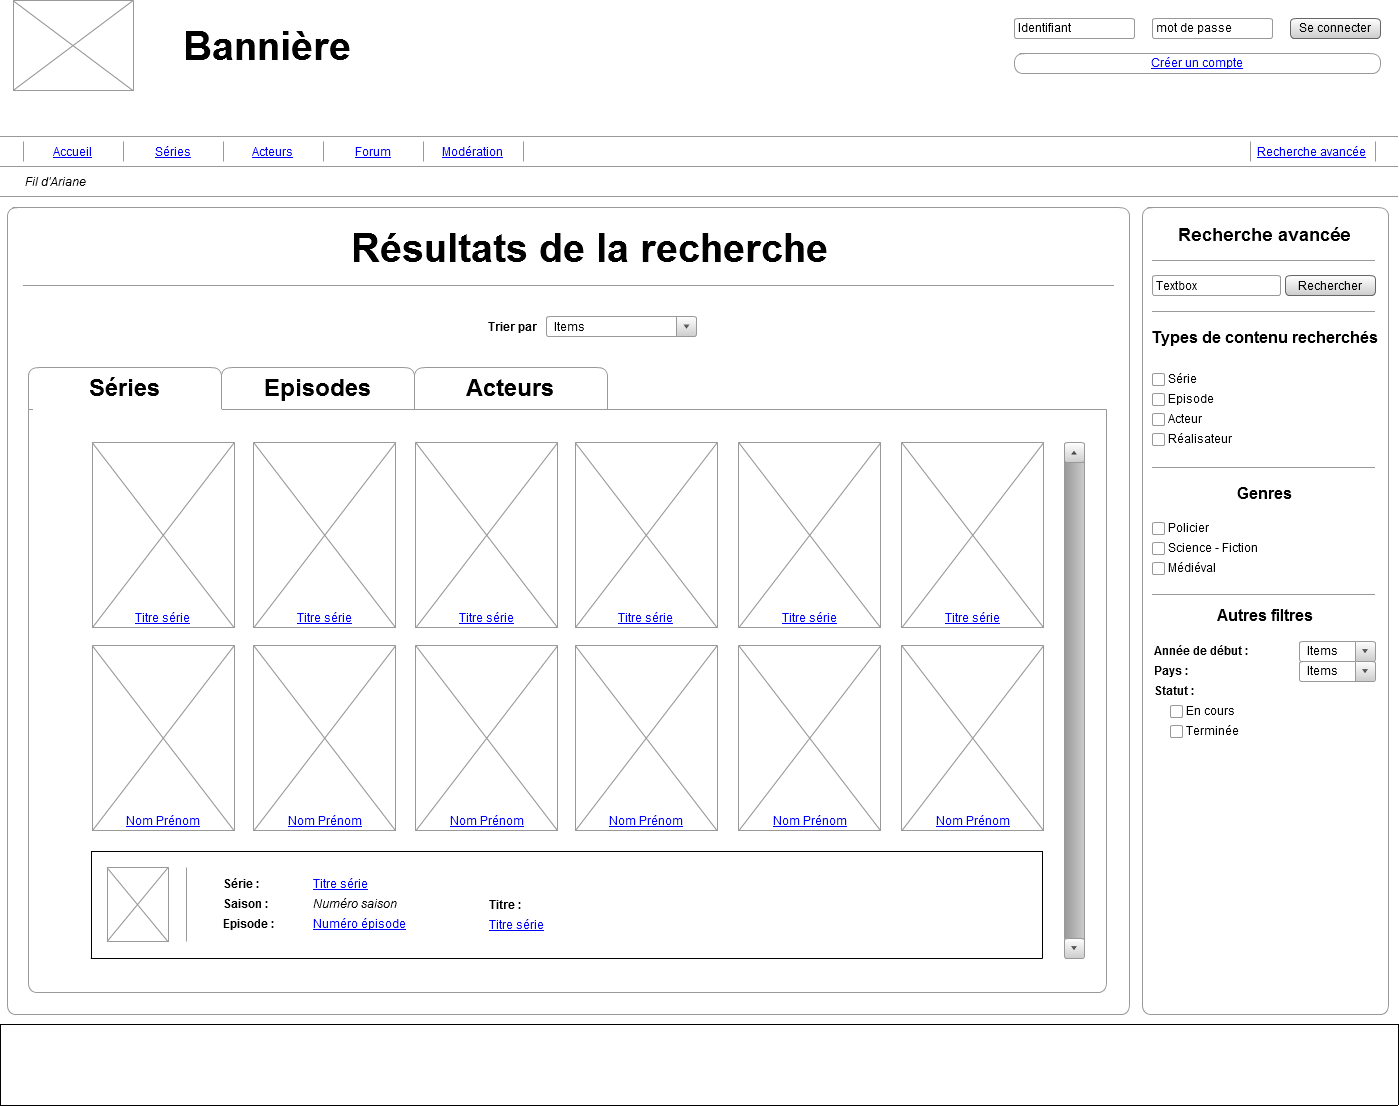 Bannière
Identifiant mot de passe Se connecter
Créer un compte
Accueil Séries Acteurs Forum Modération Recherche avancée
Fil d'Ariane
Résultats de la recherche
Trier par Items
Séries Episodes Acteurs
Titre série Titre série Titre série Titre série Titre série Titre série
Nom Prénom Nom Prénom Nom Prénom Nom Prénom Nom Prénom Nom Prénom
Série : Titre série
Saison : Numéro saison
Episode : Numéro épisode
Titre :
Titre série
Recherche avancée
Textbox Rechercher
Types de contenu recherchés
Série
Episode
Acteur
Réalisateur
Genres
Policier
Science - Fiction
Médiéval
Autres filtres
Année de début : Items
Pays : Items
Statut :
En cours
Terminée